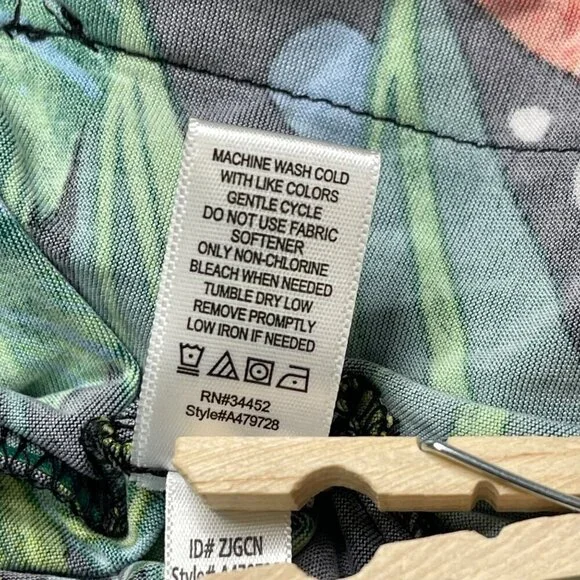 MACHINE WASH COLD
WITH LIKE COLORS
GENTLE CYCLE
DO NOT USE FABRIC
SOFTENER
ONLY NON-CHLORINE
BLEACH WHEN NEEDED
TUMBLE DRY LOW
REMOVE PROMPTLY
LOW IRON IF NEEDED
RN#34452
Style#A479728
ID# ZJGCN